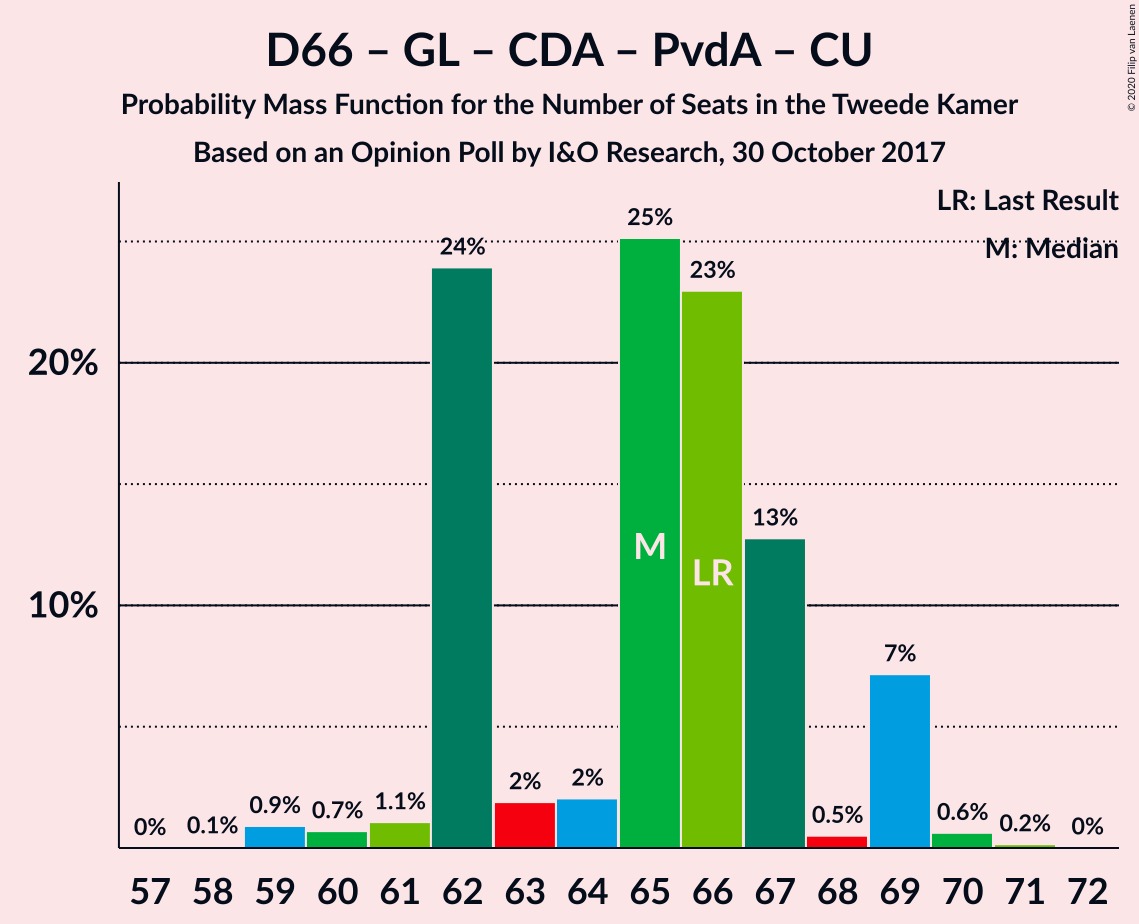 D66 – GL – CDA – PvdA – CU
Probability Mass Function for the Number of Seats in the Tweede Kamer
Based on an Opinion Poll by I&O Research, 30 October 2017
© 2020 Filip van Laenen
LR: Last Result
M: Median
20%
10%
0%
0.1%
0.9%
0.7%
1.1%
24%
2%
2%
25%
23%
13%
0.5%
7%
0.6%
0.2%
0%
M
LR
57 58 59 60 61 62 63 64 65 66 67 68 69 70 71 72